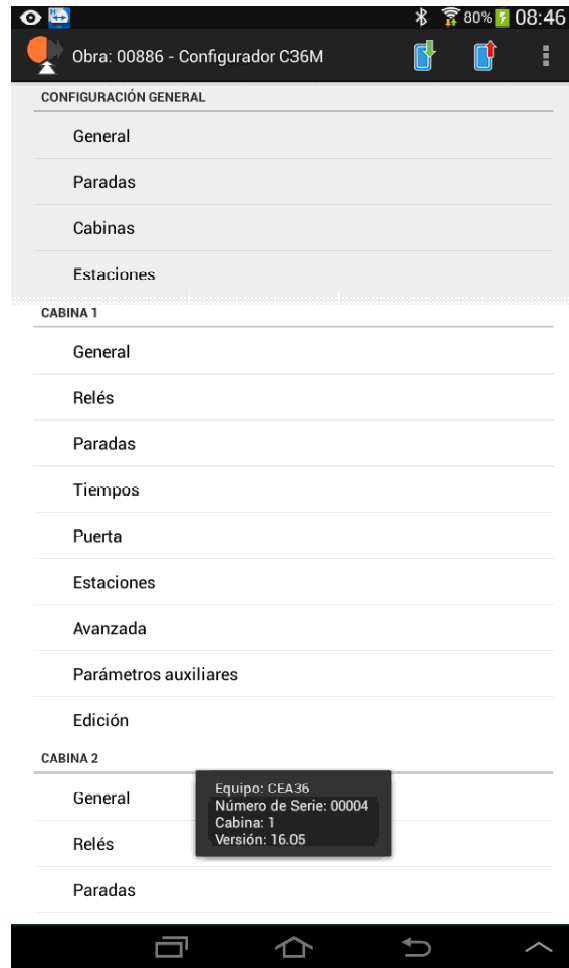 80% 08:46
Obra: 00886 - Configurador C36M
CONFIGURACIÓN GENERAL
General
Paradas
Cabinas
Estaciones
CABINA 1
General
Relés
Paradas
Tiempos
Puerta
Estaciones
Avanzada
Parámetros auxiliares
Edición
CABINA 2
General
Relés
Paradas
Equipo: CEA36
Número de Serie: 00004
Cabina: 1
Versión: 16.05